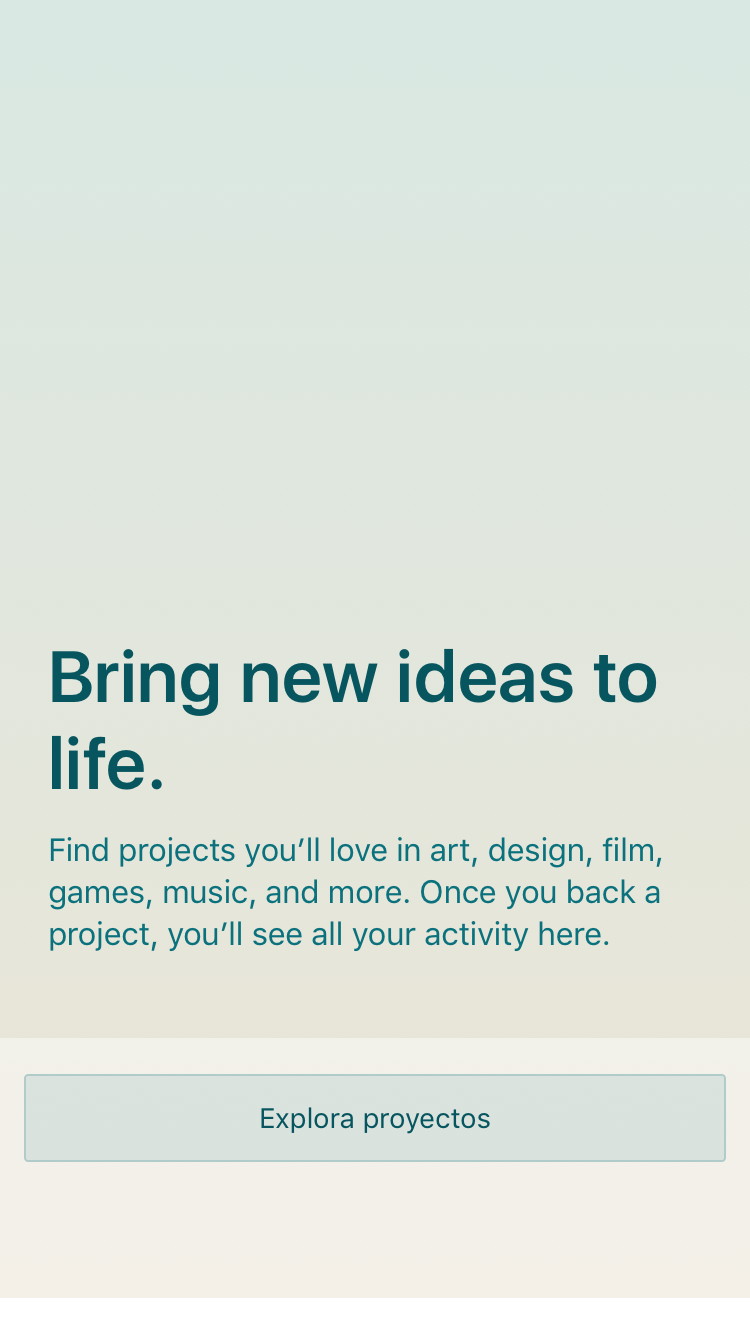 Bring new ideas to
life.
Find projects you’ll love in art, design, film,
games, music, and more. Once you back a
project, you’ll see all your activity here.
Explora proyectos